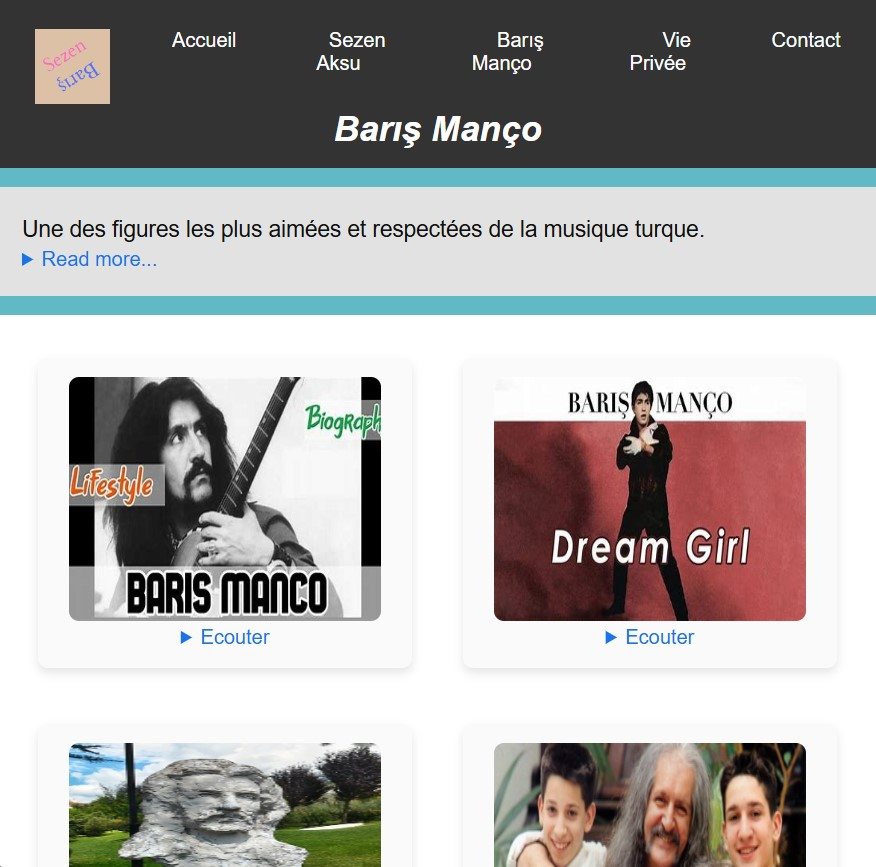 Sezen
Barış
Accueil
Sezen
Aksu
Barış
Manço
Vie
Privée
Contact
Barış Manço
Une des figures les plus aimées et respectées de la musique turque.
▶ Read more...
Biograph
Lifestyle
BARIS MANCO
BARIŞ MANÇO
Dream Girl
▶ Ecouter
▶ Ecouter